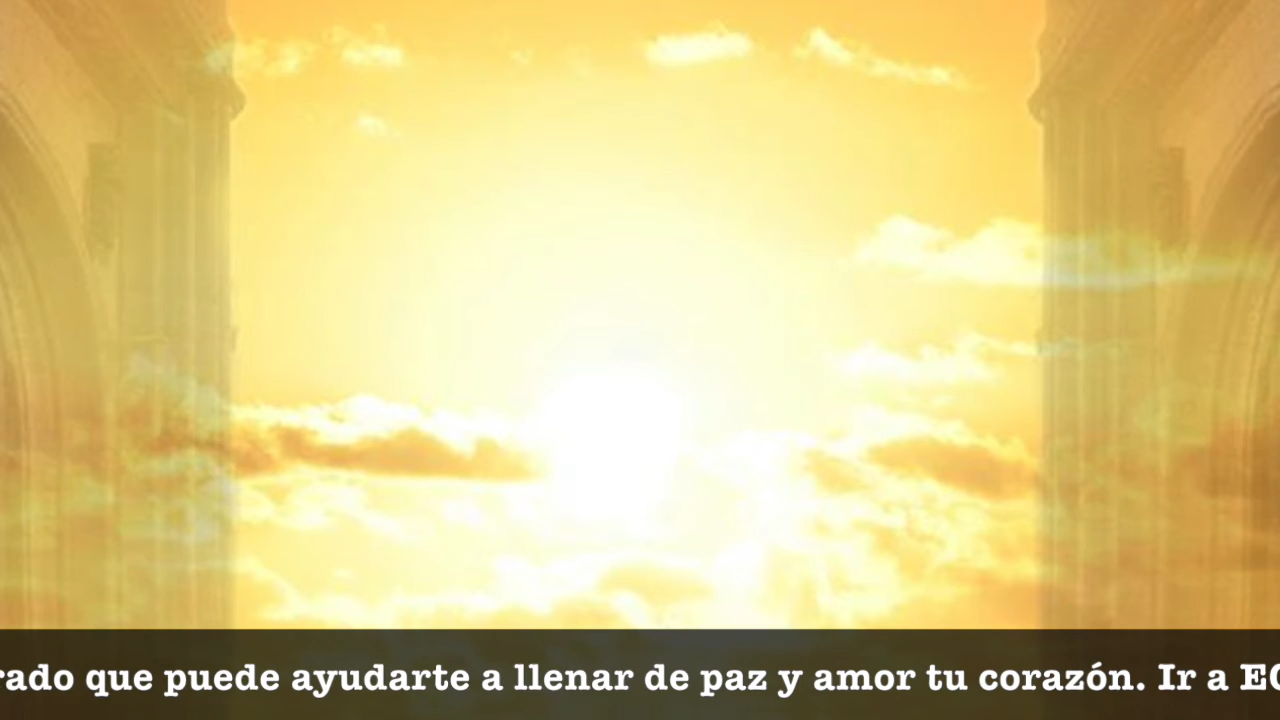 rado que puede ayudarte a llenar de paz y amor tu corazón. Ir a